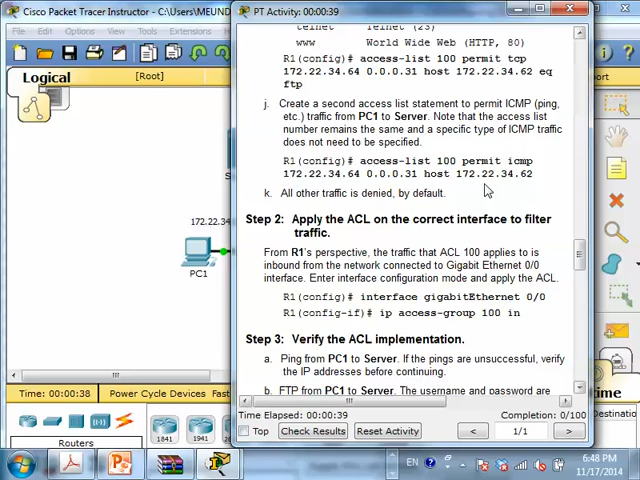 Cisco Packet Tracer Instructor - C:\Users\MEUND
File Edit Options View Tools Extensions
Logical
[Root]
172.22.3
PC1
Time: 00:00:38
Power Cycle Devices
Routers
1841
1941
PT Activity: 00:00:39
telnet Telnet (23)
www World Wide Web (HTTP, 80)
R1(config)# access-list 100 permit tcp
172.22.34.64 0.0.0.31 host 172.22.34.62 eq
ftp
j. Create a second access list statement to permit ICMP (ping,
etc.) traffic from PC1 to Server. Note that the access list
number remains the same and a specific type of ICMP traffic
does not need to be specified.
R1(config)# access-list 100 permit icmp
172.22.34.64 0.0.0.31 host 172.22.34.62
k. All other traffic is denied, by default.
Step 2: Apply the ACL on the correct interface to filter
traffic.
From R1's perspective, the traffic that ACL 100 applies to is
inbound from the network connected to Gigabit Ethernet 0/0
interface. Enter interface configuration mode and apply the ACL.
R1(config)# interface gigabitEthernet 0/0
R1(config-if)# ip access-group 100 in
Step 3: Verify the ACL implementation.
a. Ping from PC1 to Server. If the pings are unsuccessful, verify
the IP addresses before continuing.
b. FTP from PC1 to Server. The username and password are
Time Elapsed: 00:00:39
Completion: 0/100
Top
Check Results
Reset Activity
<
1/1
>
time
Destinatio
EN
6:48 PM
11/17/2014